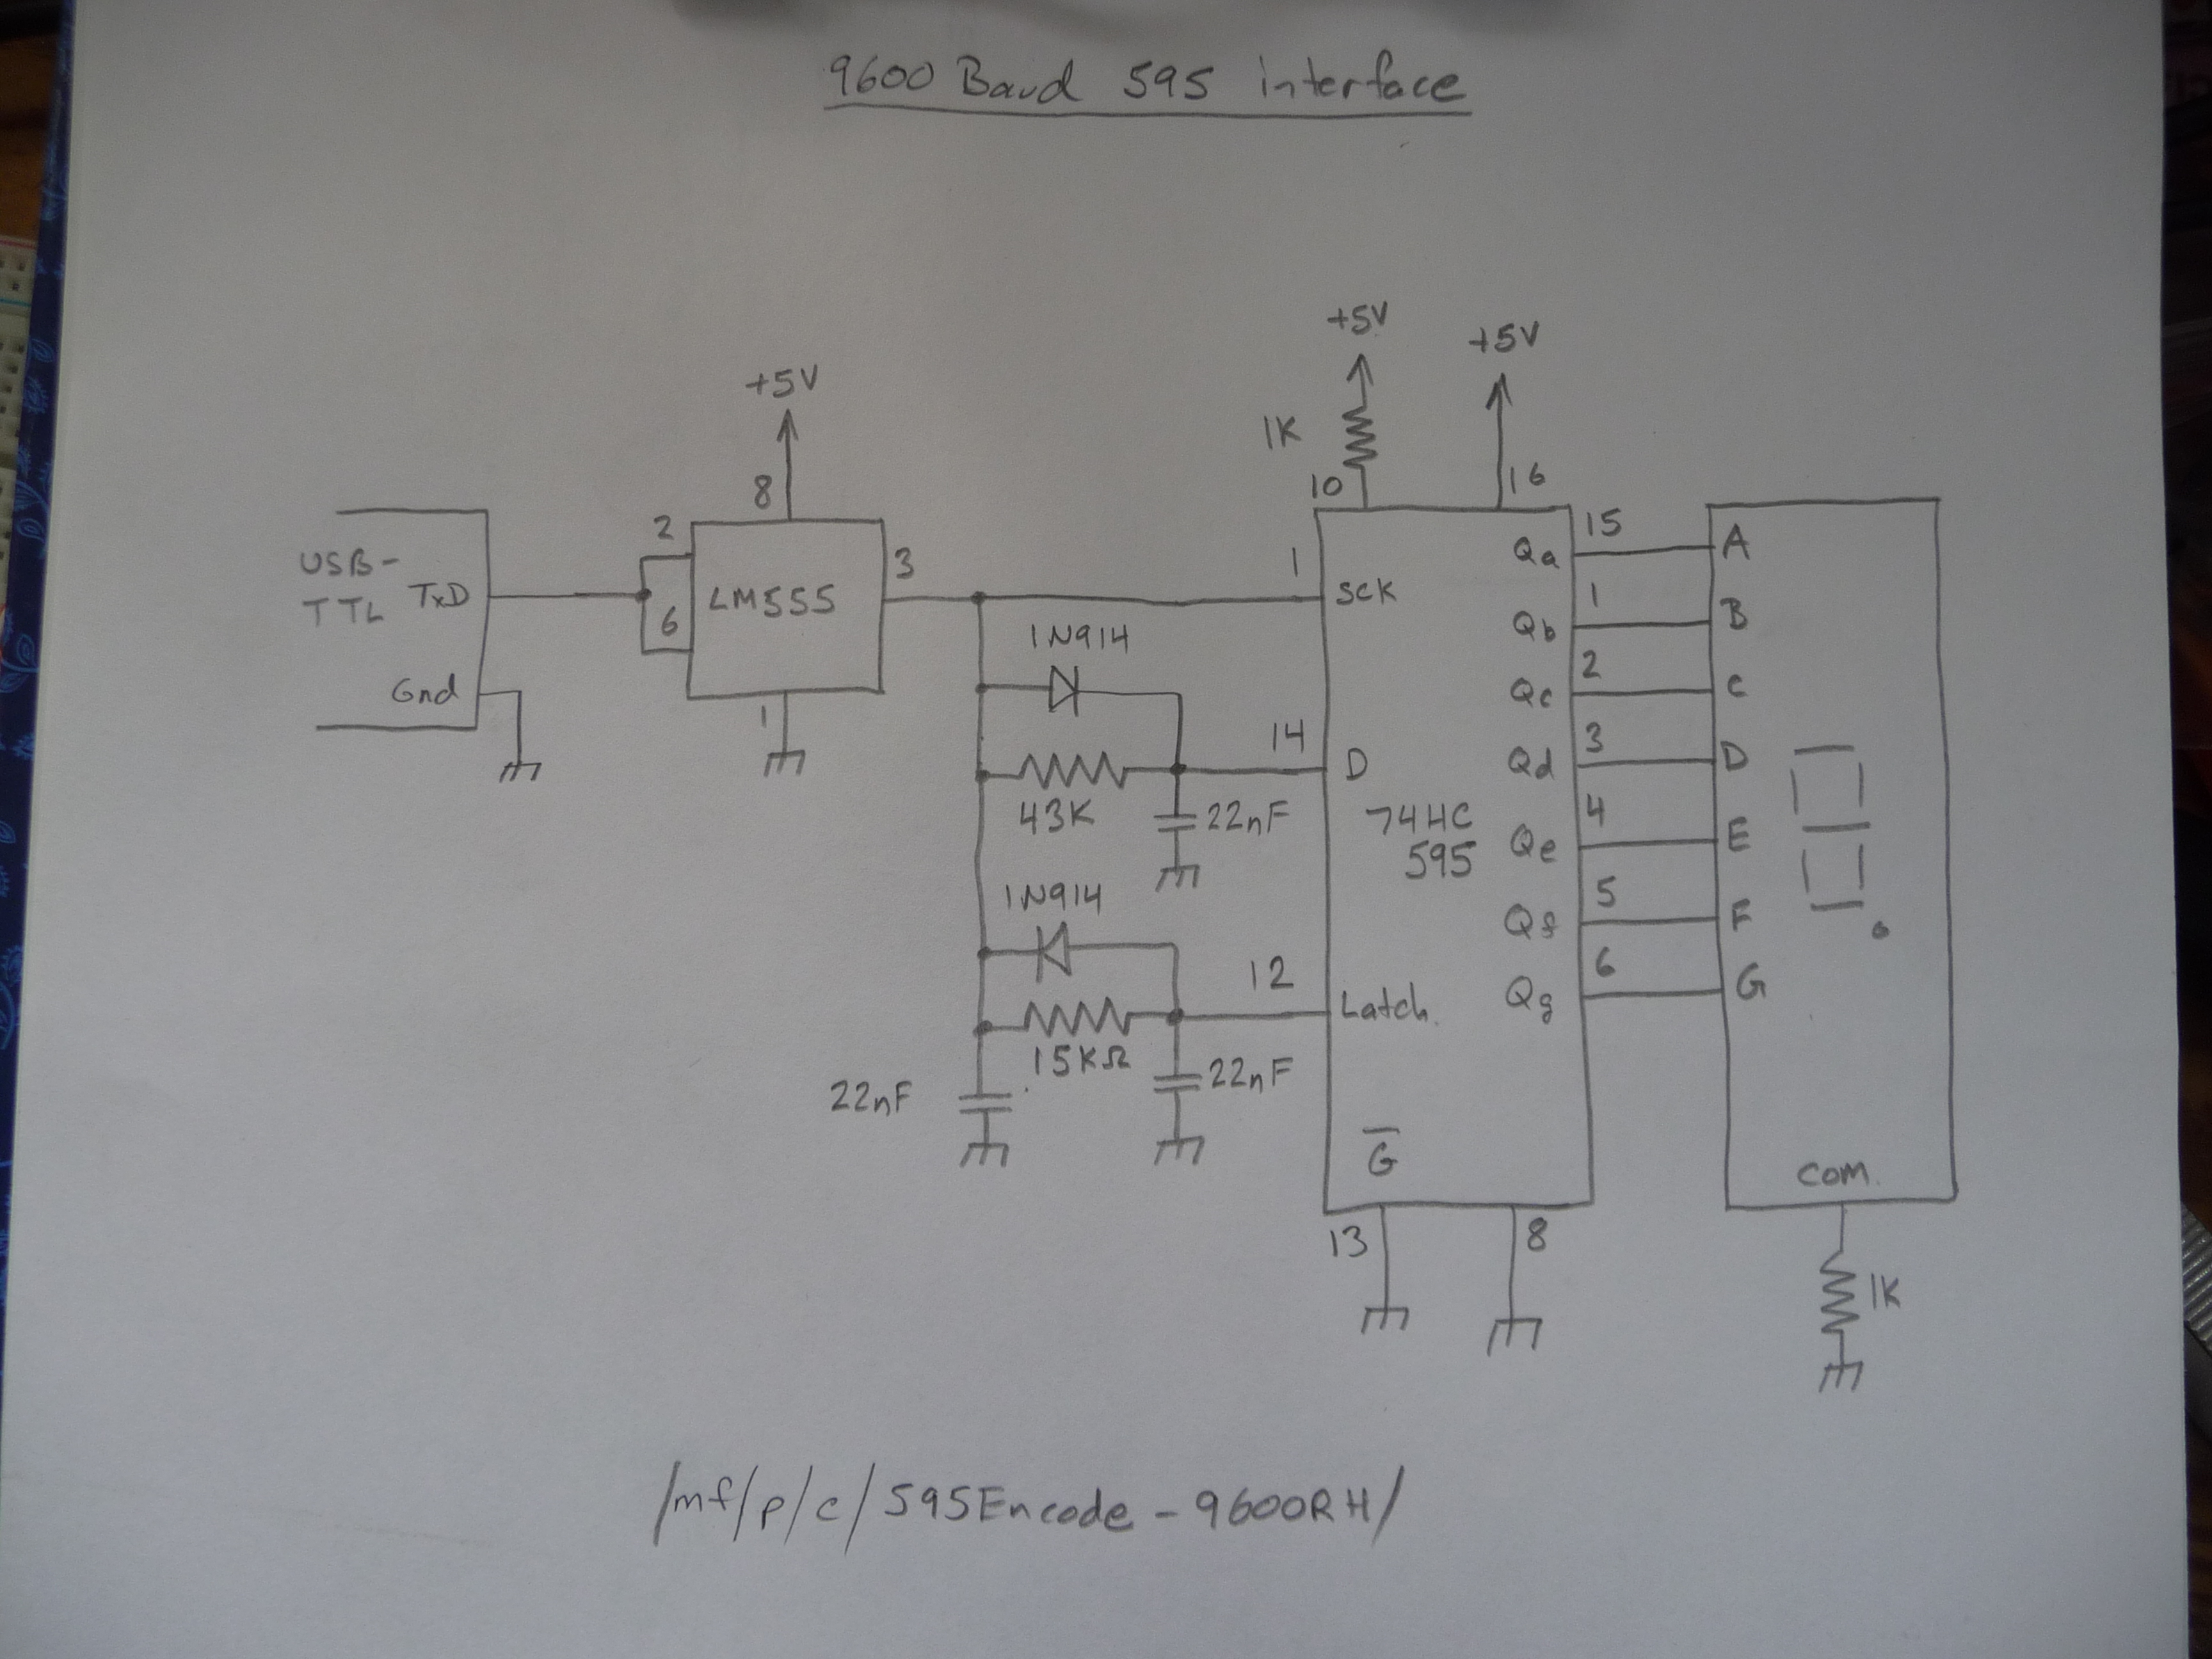 9600 Baud 595 interface
+5V
+5V
+5V
1K
8
10
16
2
3
1
15
USB-
TTL
TxD
6
LM555
SCK
Qa
A
1N914
Qb
1
B
Gnd
1
Qc
2
C
14
D
Qd
3
D
43K
22nF
74HC
595
Qe
4
E
1N914
Qf
5
F
12
Latch.
Qg
6
G
15KΩ
22nF
22nF
G
COM.
13
8
1K
/mf/p/c/595Encode-9600RH/